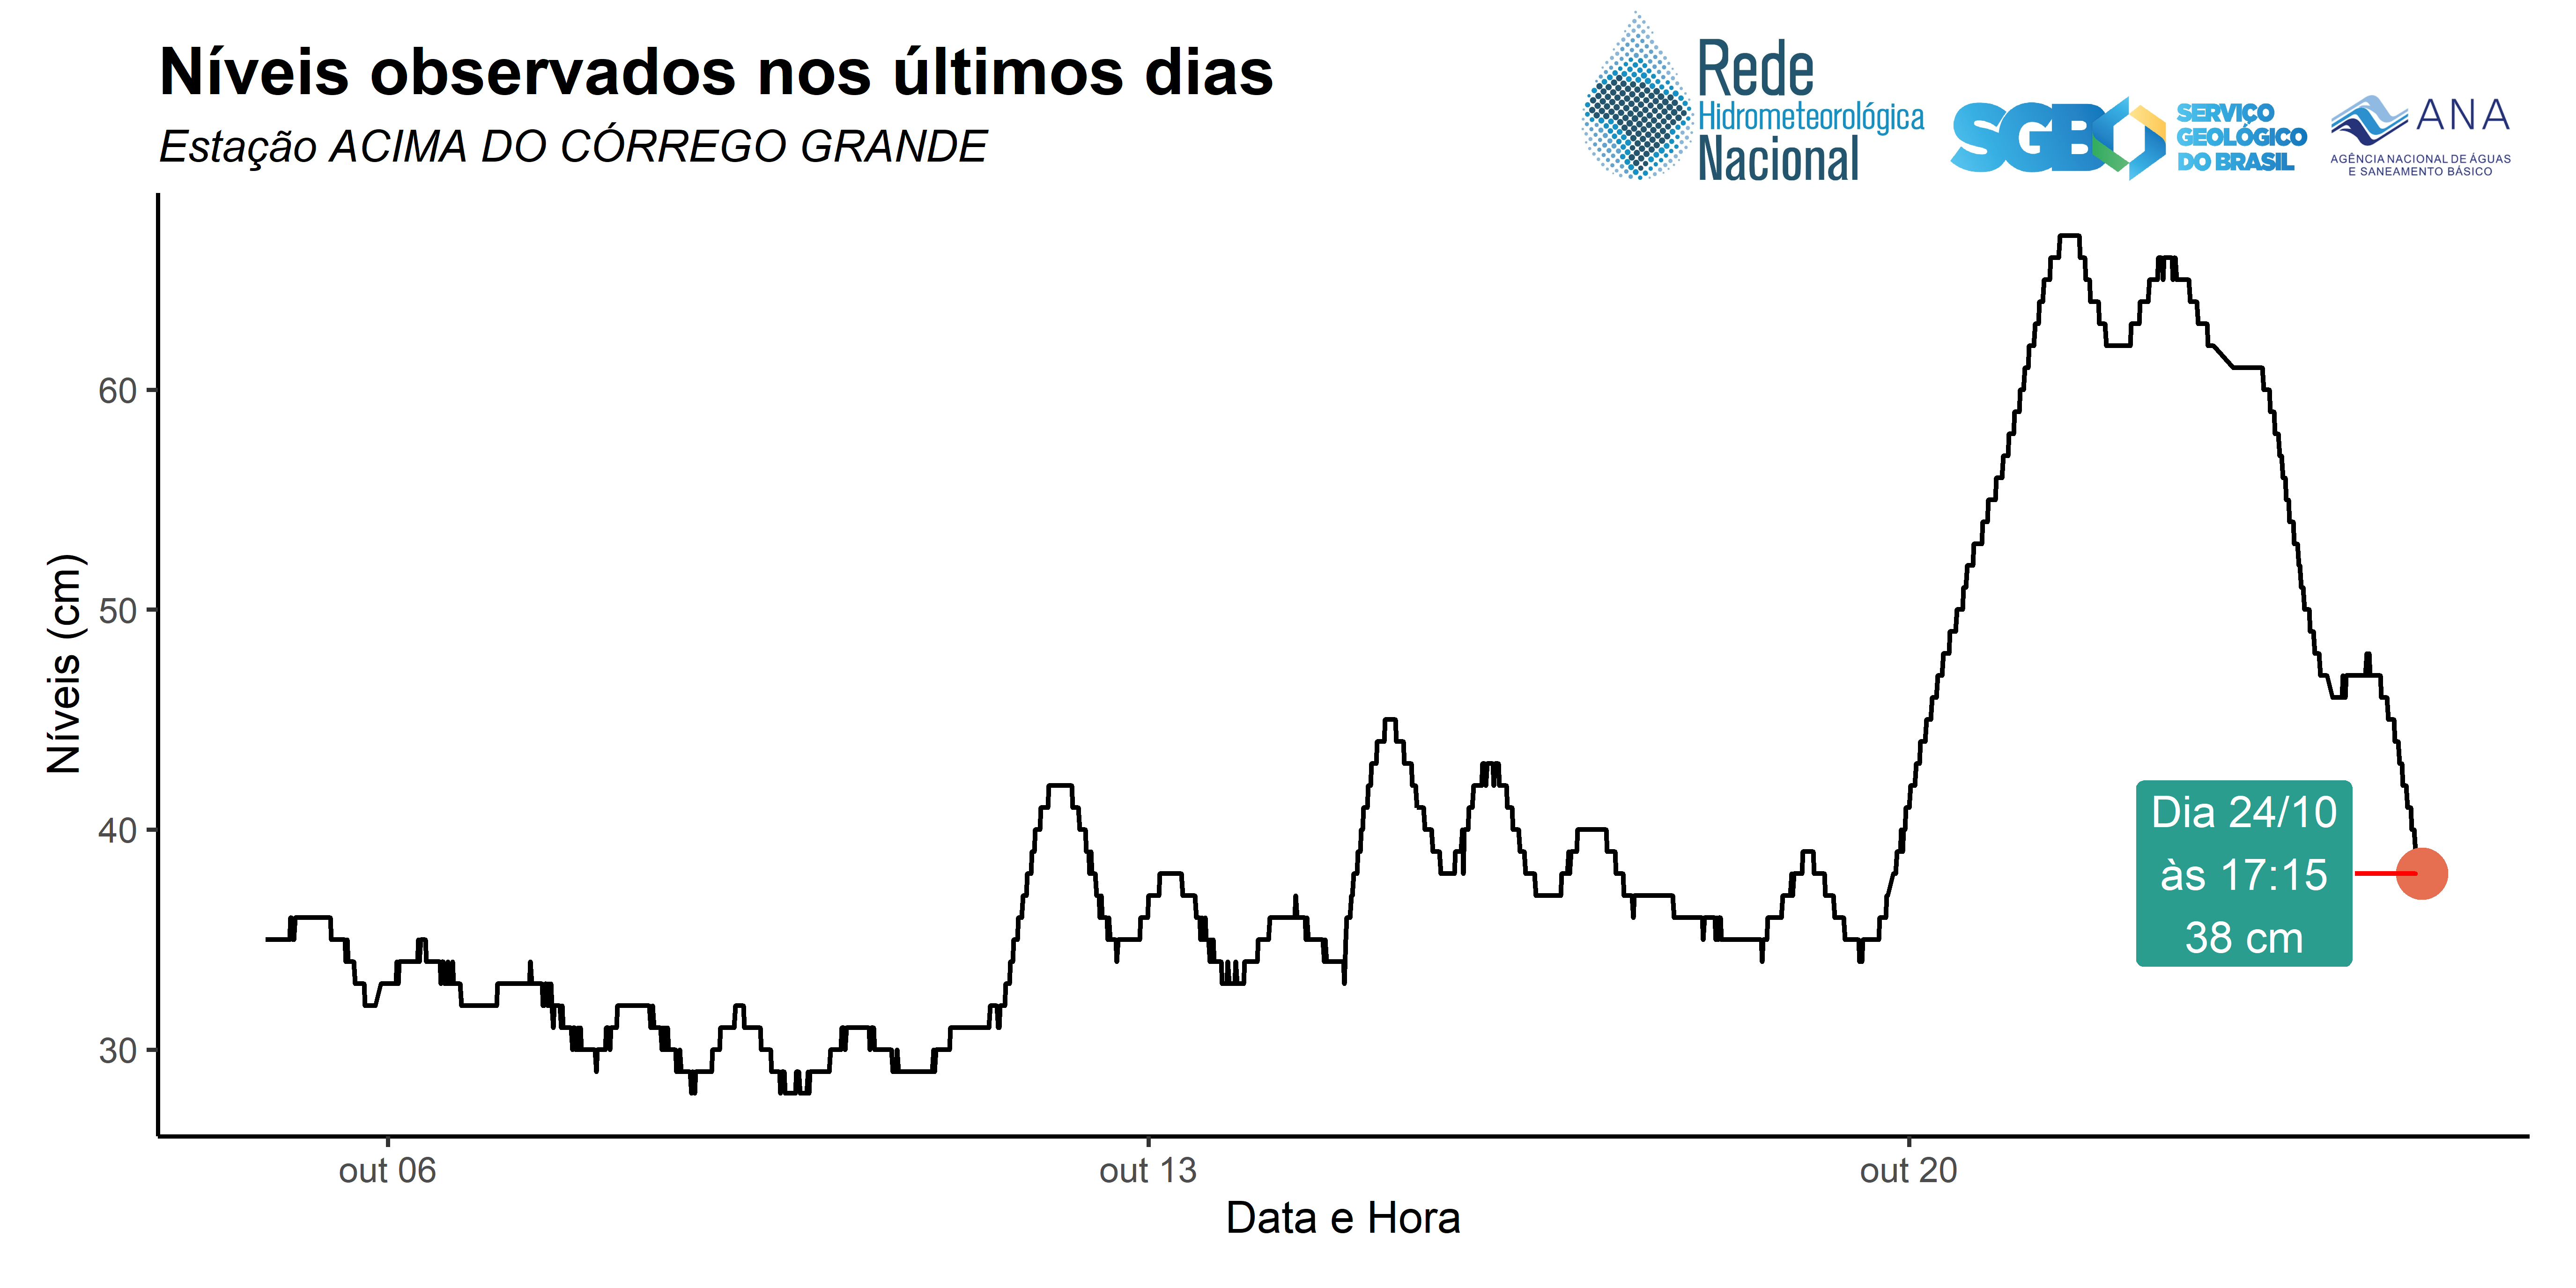 Níveis observados nos últimos dias
Estação ACIMA DO CÓRREGO GRANDE
Rede
Hidrometeorológica
Nacional
SGB
SERVIÇO
GEOLÓGICO
DO BRASIL
ANA
AGÊNCIA NACIONAL DE ÁGUAS
E SANEAMENTO BÁSICO
Níveis (cm)
60
50
40
30
Dia 24/10
às 17:15
38 cm
out 06
out 13
out 20
Data e Hora